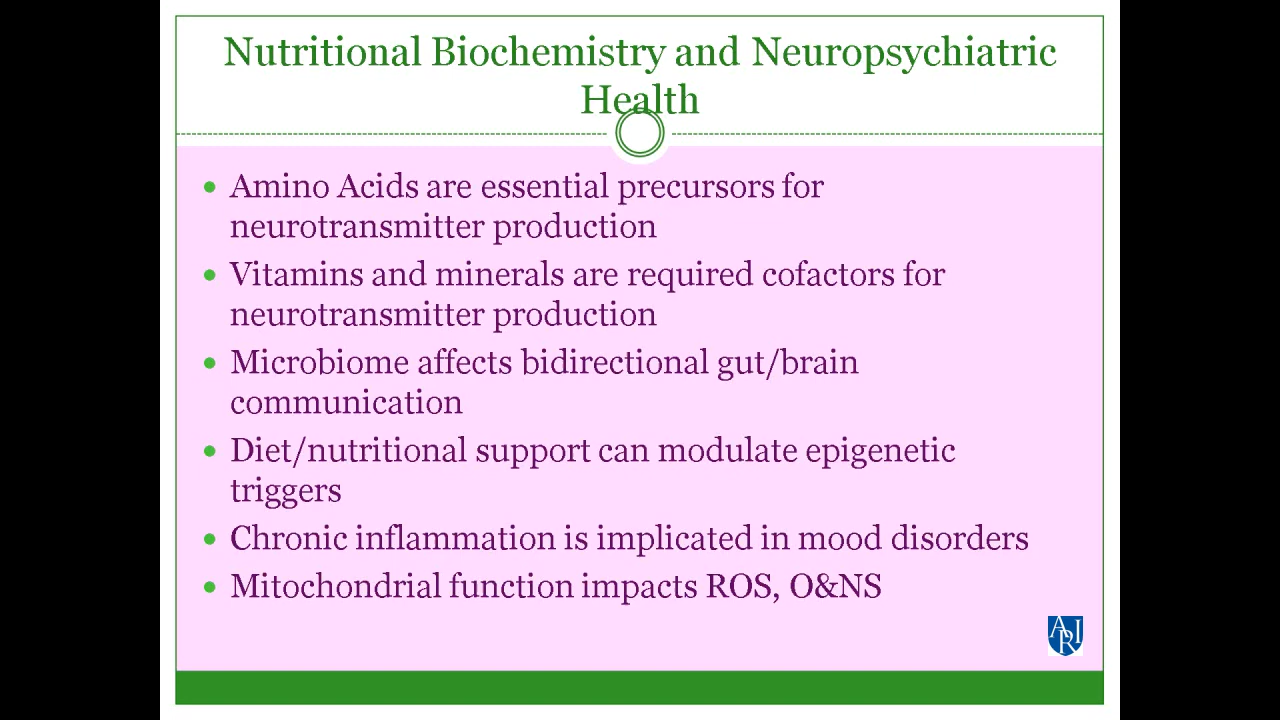 Nutritional Biochemistry and Neuropsychiatric
Health
Amino Acids are essential precursors for
neurotransmitter production
Vitamins and minerals are required cofactors for
neurotransmitter production
Microbiome affects bidirectional gut/brain
communication
Diet/nutritional support can modulate epigenetic
triggers
Chronic inflammation is implicated in mood disorders
Mitochondrial function impacts ROS, O&NS
ARI